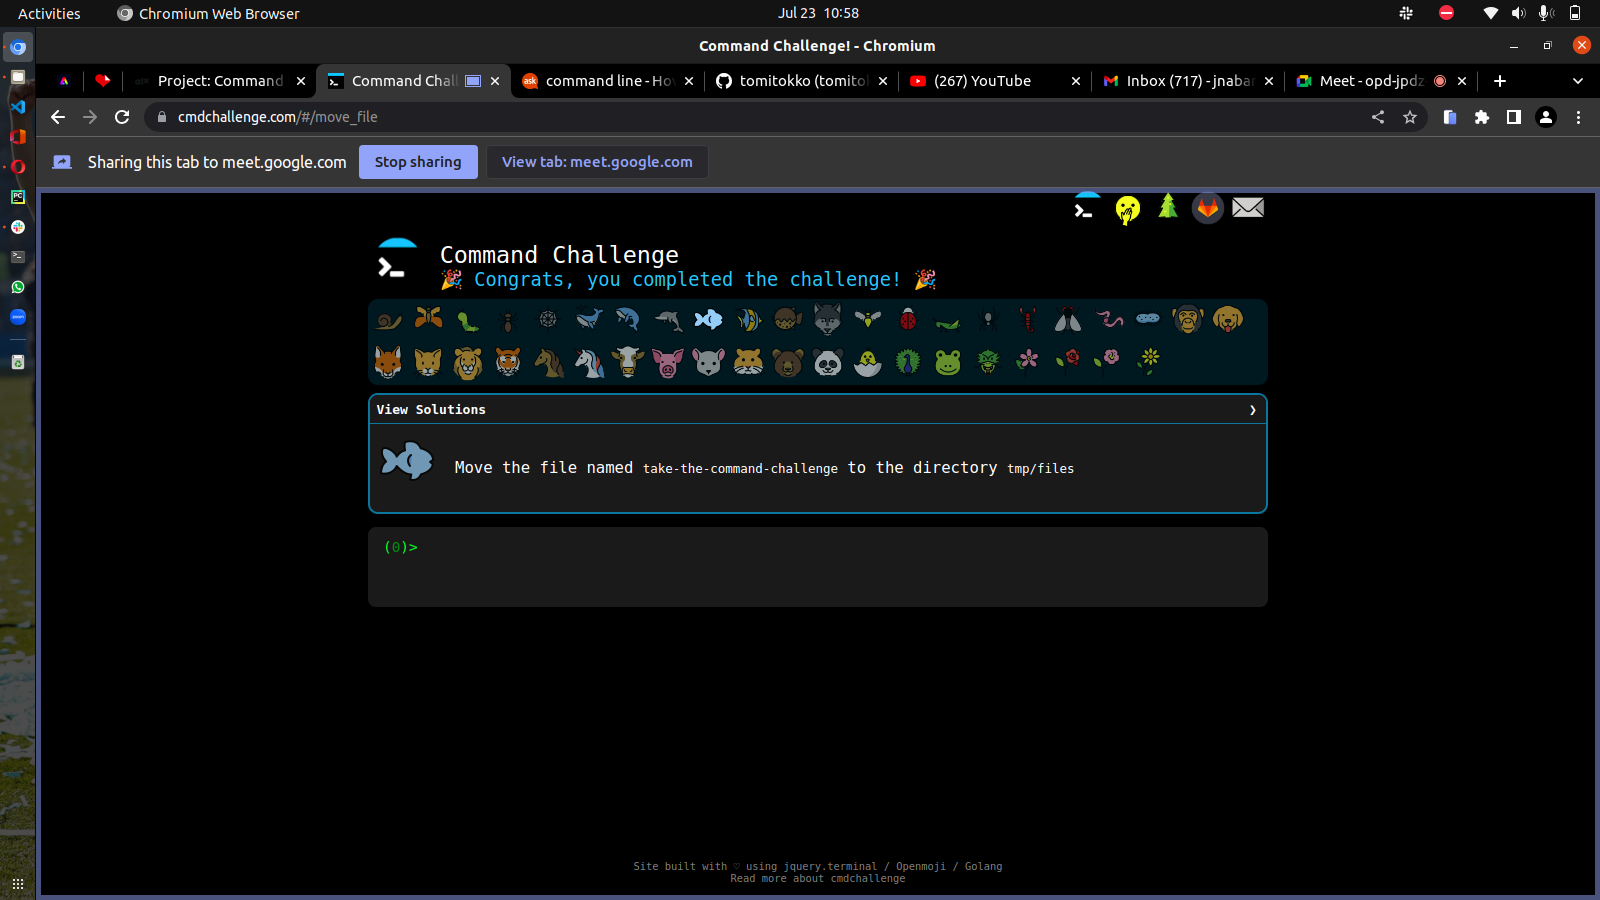 Activities
Chromium Web Browser
Jul 23 10:58
Command Challenge! - Chromium
Project: Command
Command Chall
command line - Ho
tomitokko (tomitok
(267) YouTube
Inbox (717) - jnabar
Meet - opd-jpdz
cmdchallenge.com/#/move_file
Sharing this tab to meet.google.com
Stop sharing
View tab: meet.google.com
Command Challenge
Congrats, you completed the challenge!
View Solutions
Move the file named take-the-command-challenge to the directory tmp/files
(0)>
Site built with ♡ using jquery.terminal / Openmoji / Golang
Read more about cmdchallenge